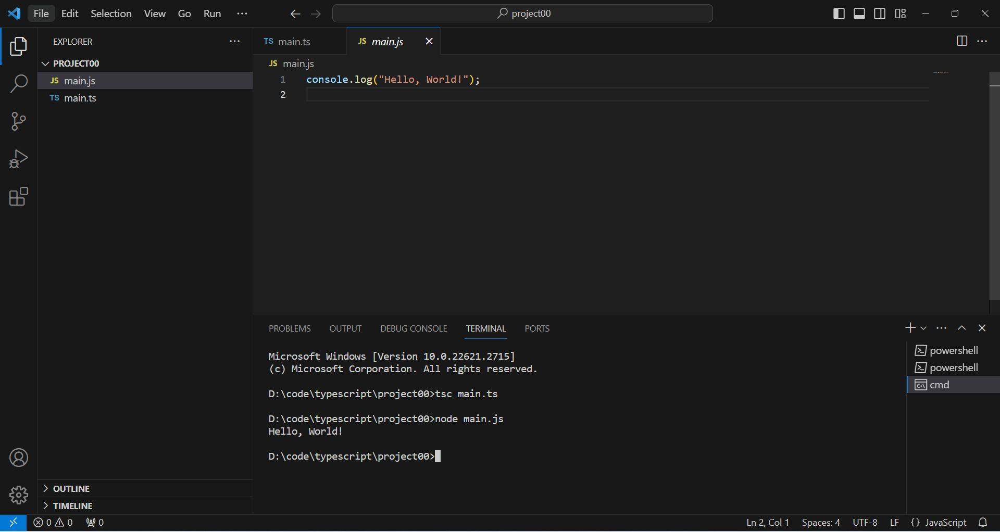 File Edit Selection View Go Run ··· project00
EXPLORER ···
PROJECT00
JS main.js
TS main.ts
OUTLINE
TIMELINE
TS main.ts JS main.js
JS main.js
1 console.log("Hello, World!");
2
PROBLEMS OUTPUT DEBUG CONSOLE TERMINAL PORTS
Microsoft Windows [Version 10.0.22621.2715]
(c) Microsoft Corporation. All rights reserved.
D:\code\typescript\project00>tsc main.ts
D:\code\typescript\project00>node main.js
Hello, World!
D:\code\typescript\project00>
powershell
powershell
cmd
0 0 0 Ln 2, Col 1 Spaces: 4 UTF-8 LF {} JavaScript